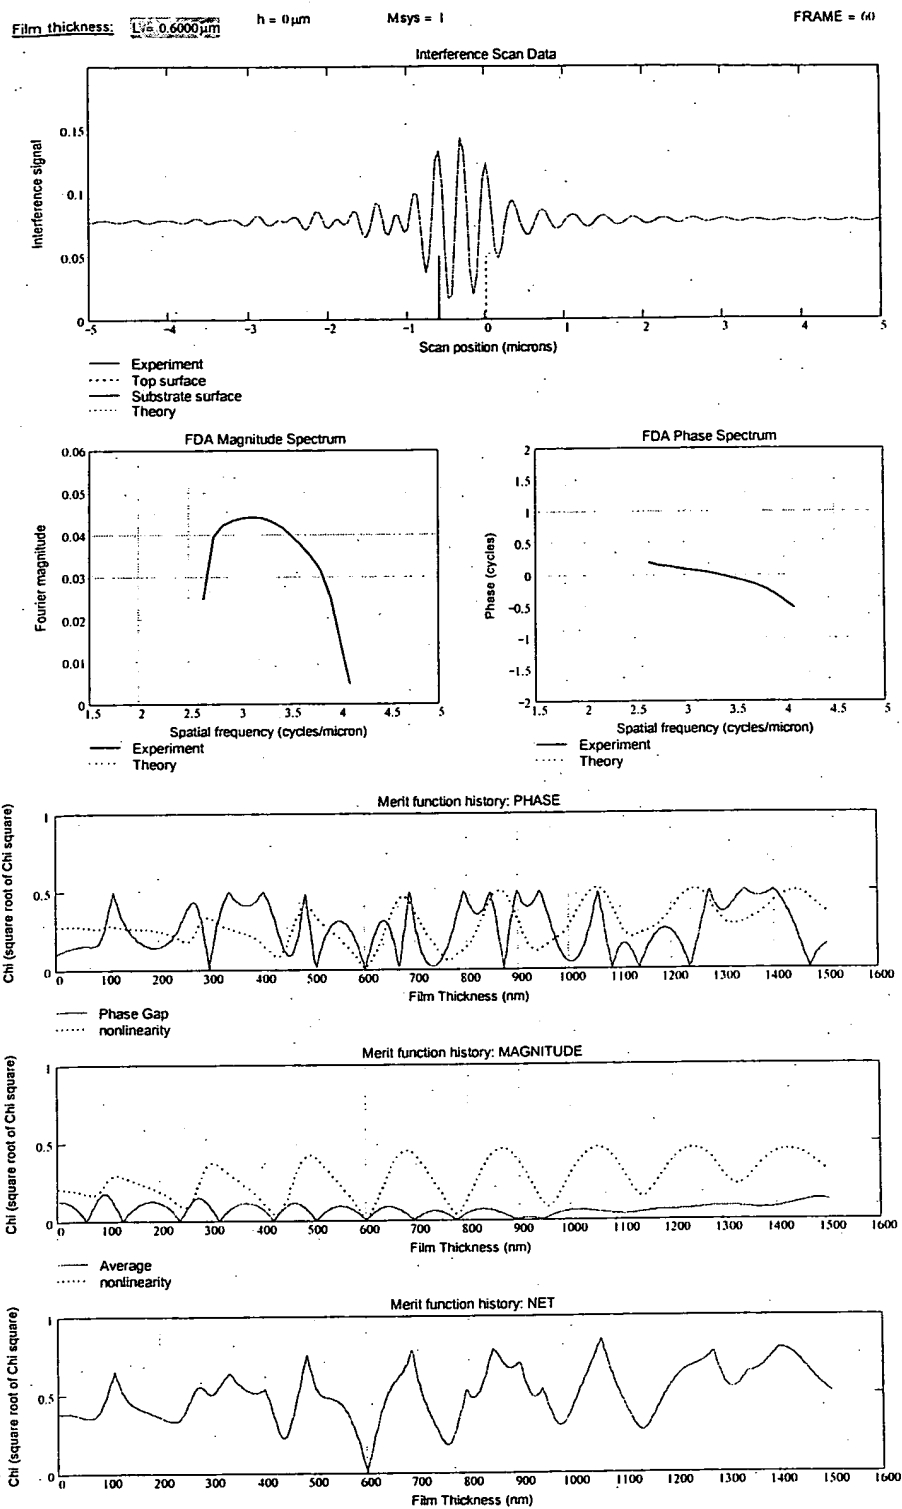 Film thickness: L = 0.6000μm h = 0μm Msys = 1 FRAME = 60
Interference Scan Data
Interference signal
0.15
0.1
0.05
0
-5 -4 -3 -2 -1 0 1 2 3 4 5
Scan position (microns)
Experiment
Top surface
Substrate surface
Theory
FDA Magnitude Spectrum
Fourier magnitude
0.06
0.05
0.04
0.03
0.02
0.01
0
1.5 2 2.5 3 3.5 4 4.5 5
Spatial frequency (cycles/micron)
Experiment
Theory
FDA Phase Spectrum
Phase (cycles)
2
1.5
1
0.5
0
-0.5
-1
-1.5
-2
1.5 2 2.5 3 3.5 4 4.5 5
Spatial frequency (cycles/micron)
Experiment
Theory
Merit function history: PHASE
Chi (square root of Chi square)
1
0.5
0
0 100 200 300 400 500 600 700 800 900 1000 1100 1200 1300 1400 1500 1600
Film Thickness (nm)
Phase Gap
nonlinearity
Merit function history: MAGNITUDE
Chi (square root of Chi square)
1
0.5
0
0 100 200 300 400 500 600 700 800 900 1000 1100 1200 1300 1400 1500 1600
Film Thickness (nm)
Average
nonlinearity
Merit function history: NET
Chi (square root of Chi square)
1
0.5
0
0 100 200 300 400 500 600 700 800 900 1000 1100 1200 1300 1400 1500 1600
Film Thickness (nm)